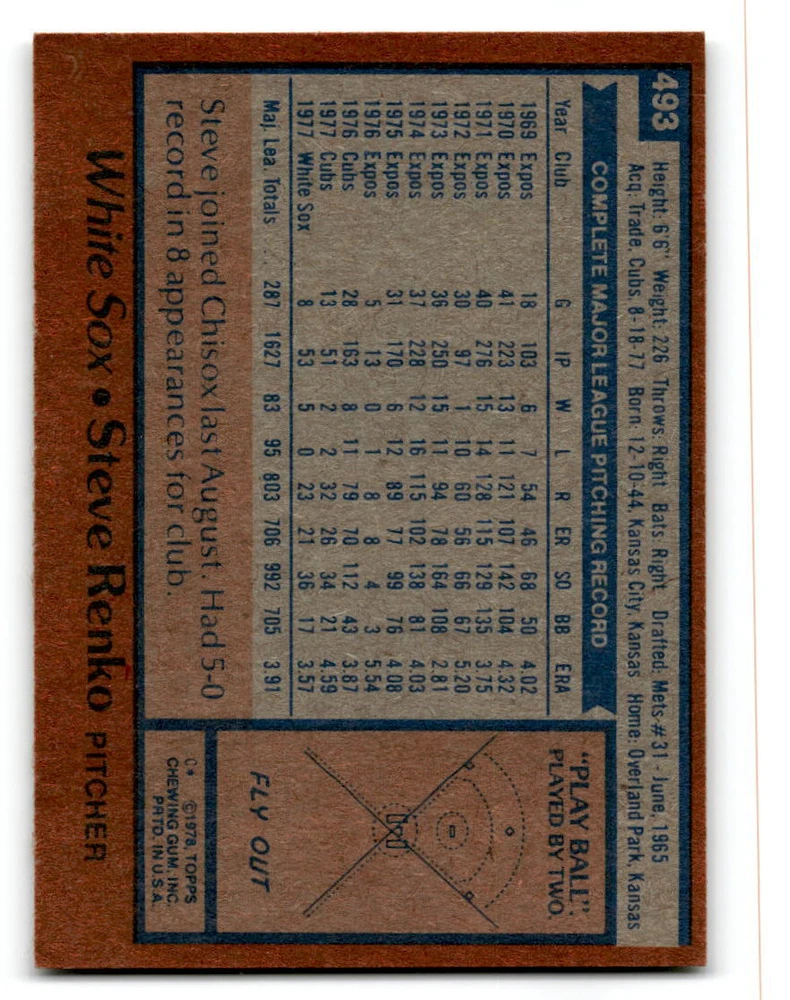 493
Height: 6'6" Weight: 226 Throws: Right Bats: Right Drafted: Mets #31 - June, 1965
Acq. Trade, Cubs, 8-18-77 Born: 12-10-44, Kansas City, Kansas Home: Overland Park, Kansas
COMPLETE MAJOR LEAGUE PITCHING RECORD
Year Club G IP W L R ER SO BB ERA
1969 Expos 18 103 6 7 54 46 68 50 4.02
1970 Expos 41 223 13 11 121 107 142 104 4.32
1971 Expos 40 276 15 14 128 115 129 135 3.75
1972 Expos 30 97 1 10 60 56 66 67 5.20
1973 Expos 36 250 15 11 94 78 164 108 2.81
1974 Expos 37 228 12 16 115 102 138 81 4.03
1975 Expos 31 170 6 12 89 77 99 76 4.08
1976 Expos 5 13 0 1 8 8 4 3 5.54
1976 Cubs 28 163 8 11 79 70 112 43 3.87
1977 Cubs 13 51 2 2 32 26 34 21 4.59
1977 White Sox 8 53 5 0 23 21 36 17 3.57
Maj. Lea. Totals 287 1627 83 95 803 706 992 705 3.91
Steve joined Chisox last August. Had 5-0
record in 8 appearances for club.
"PLAY BALL".
PLAYED BY TWO.
FLY OUT
C* ©1978, TOPPS
CHEWING GUM, INC.
PRTD. IN U.S.A.
White Sox • Steve Renko PITCHER